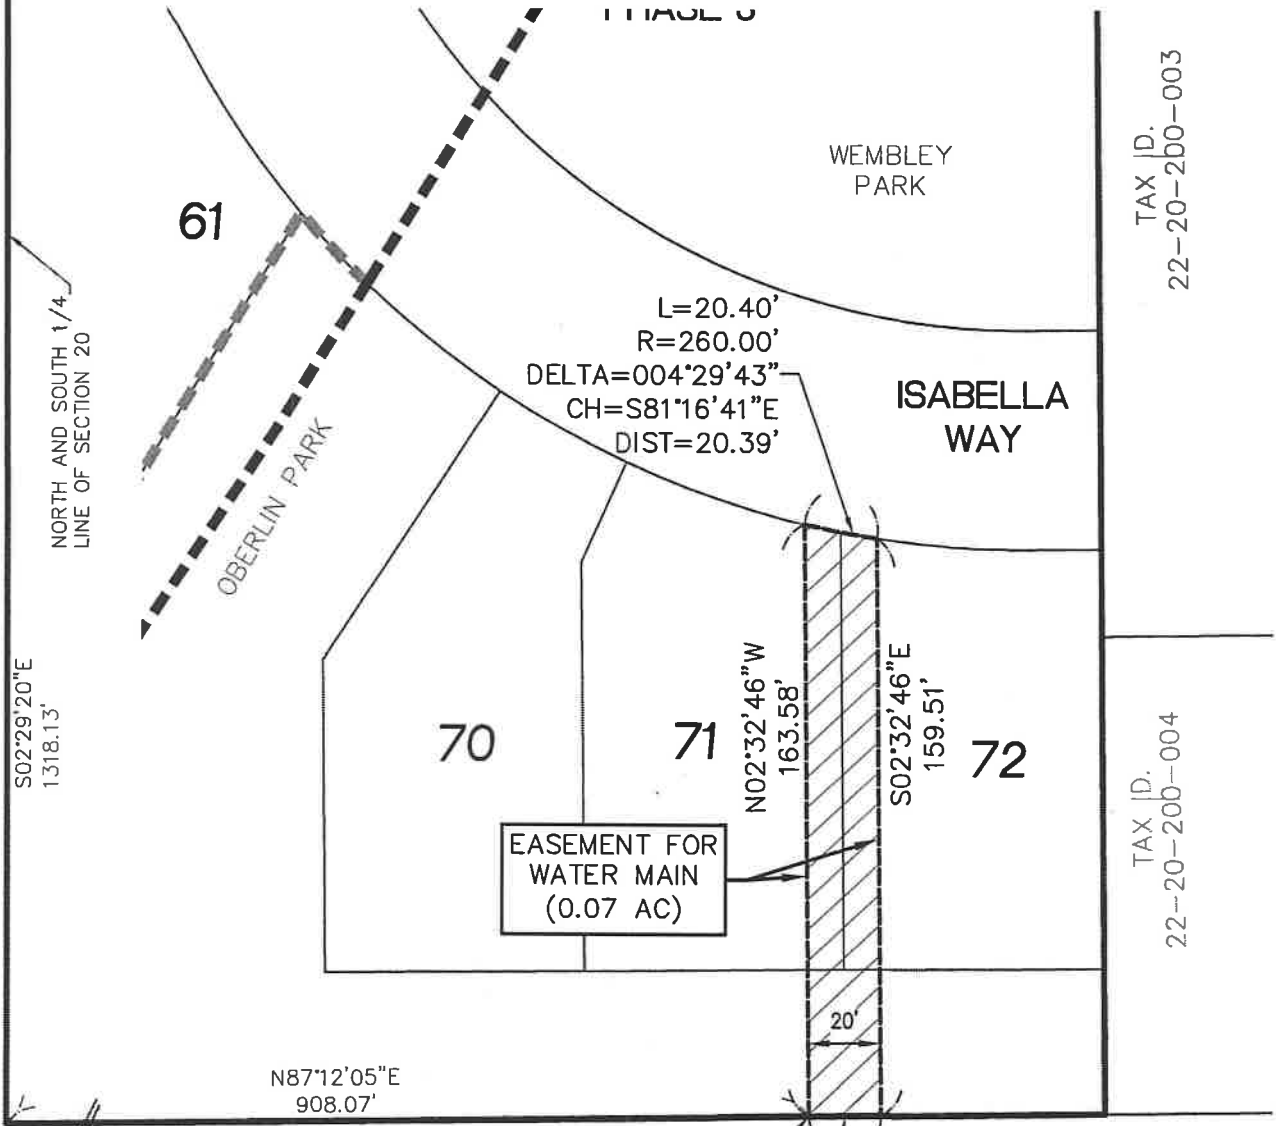 WEMBLEY
PARK
TAX ID.
22-20-200-003
61
NORTH AND SOUTH 1/4
LINE OF SECTION 20
L=20.40'
R=260.00'
DELTA=004°29'43"
CH=S81°16'41"E
DIST=20.39'
ISABELLA
WAY
OBERLIN PARK
S02°29'20"E
1318.13'
70
71
N02°32'46"W
163.58'
S02°32'46"E
159.51'
72
TAX ID.
22-20-200-004
EASEMENT FOR
WATER MAIN
(0.07 AC)
20'
N87°12'05"E
908.07'